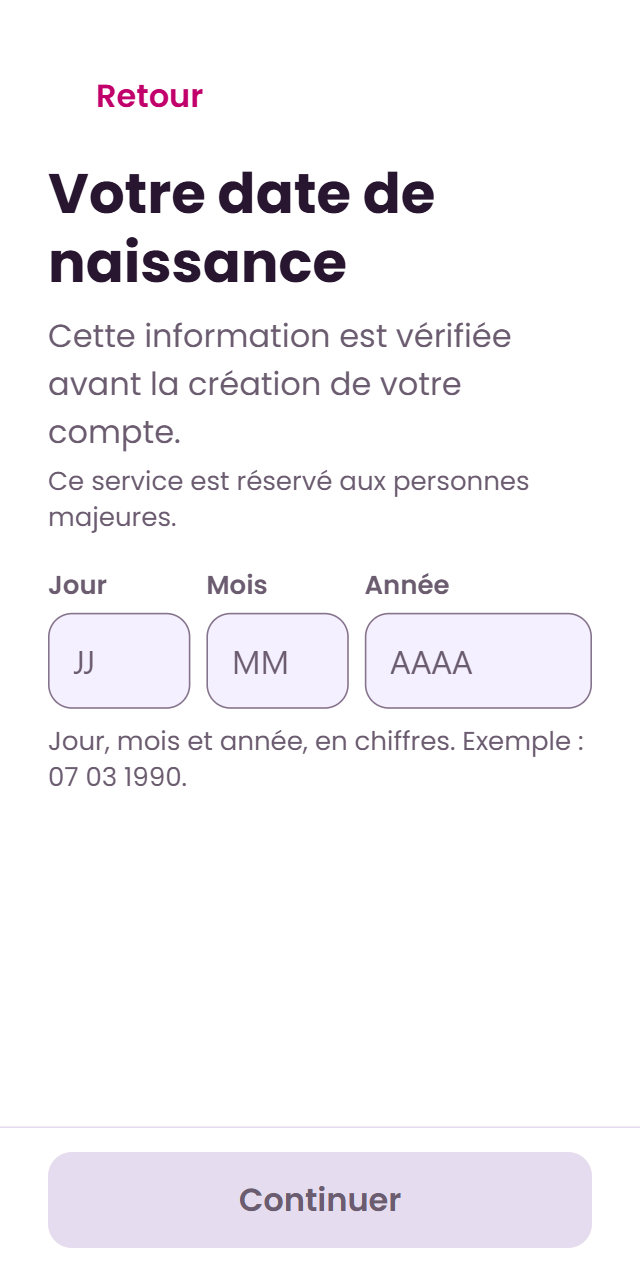 Retour
Votre date de
naissance
Cette information est vérifiée
avant la création de votre
compte.
Ce service est réservé aux personnes
majeures.
Jour Mois Année
JJ MM AAAA
Jour, mois et année, en chiffres. Exemple :
07 03 1990.
Continuer